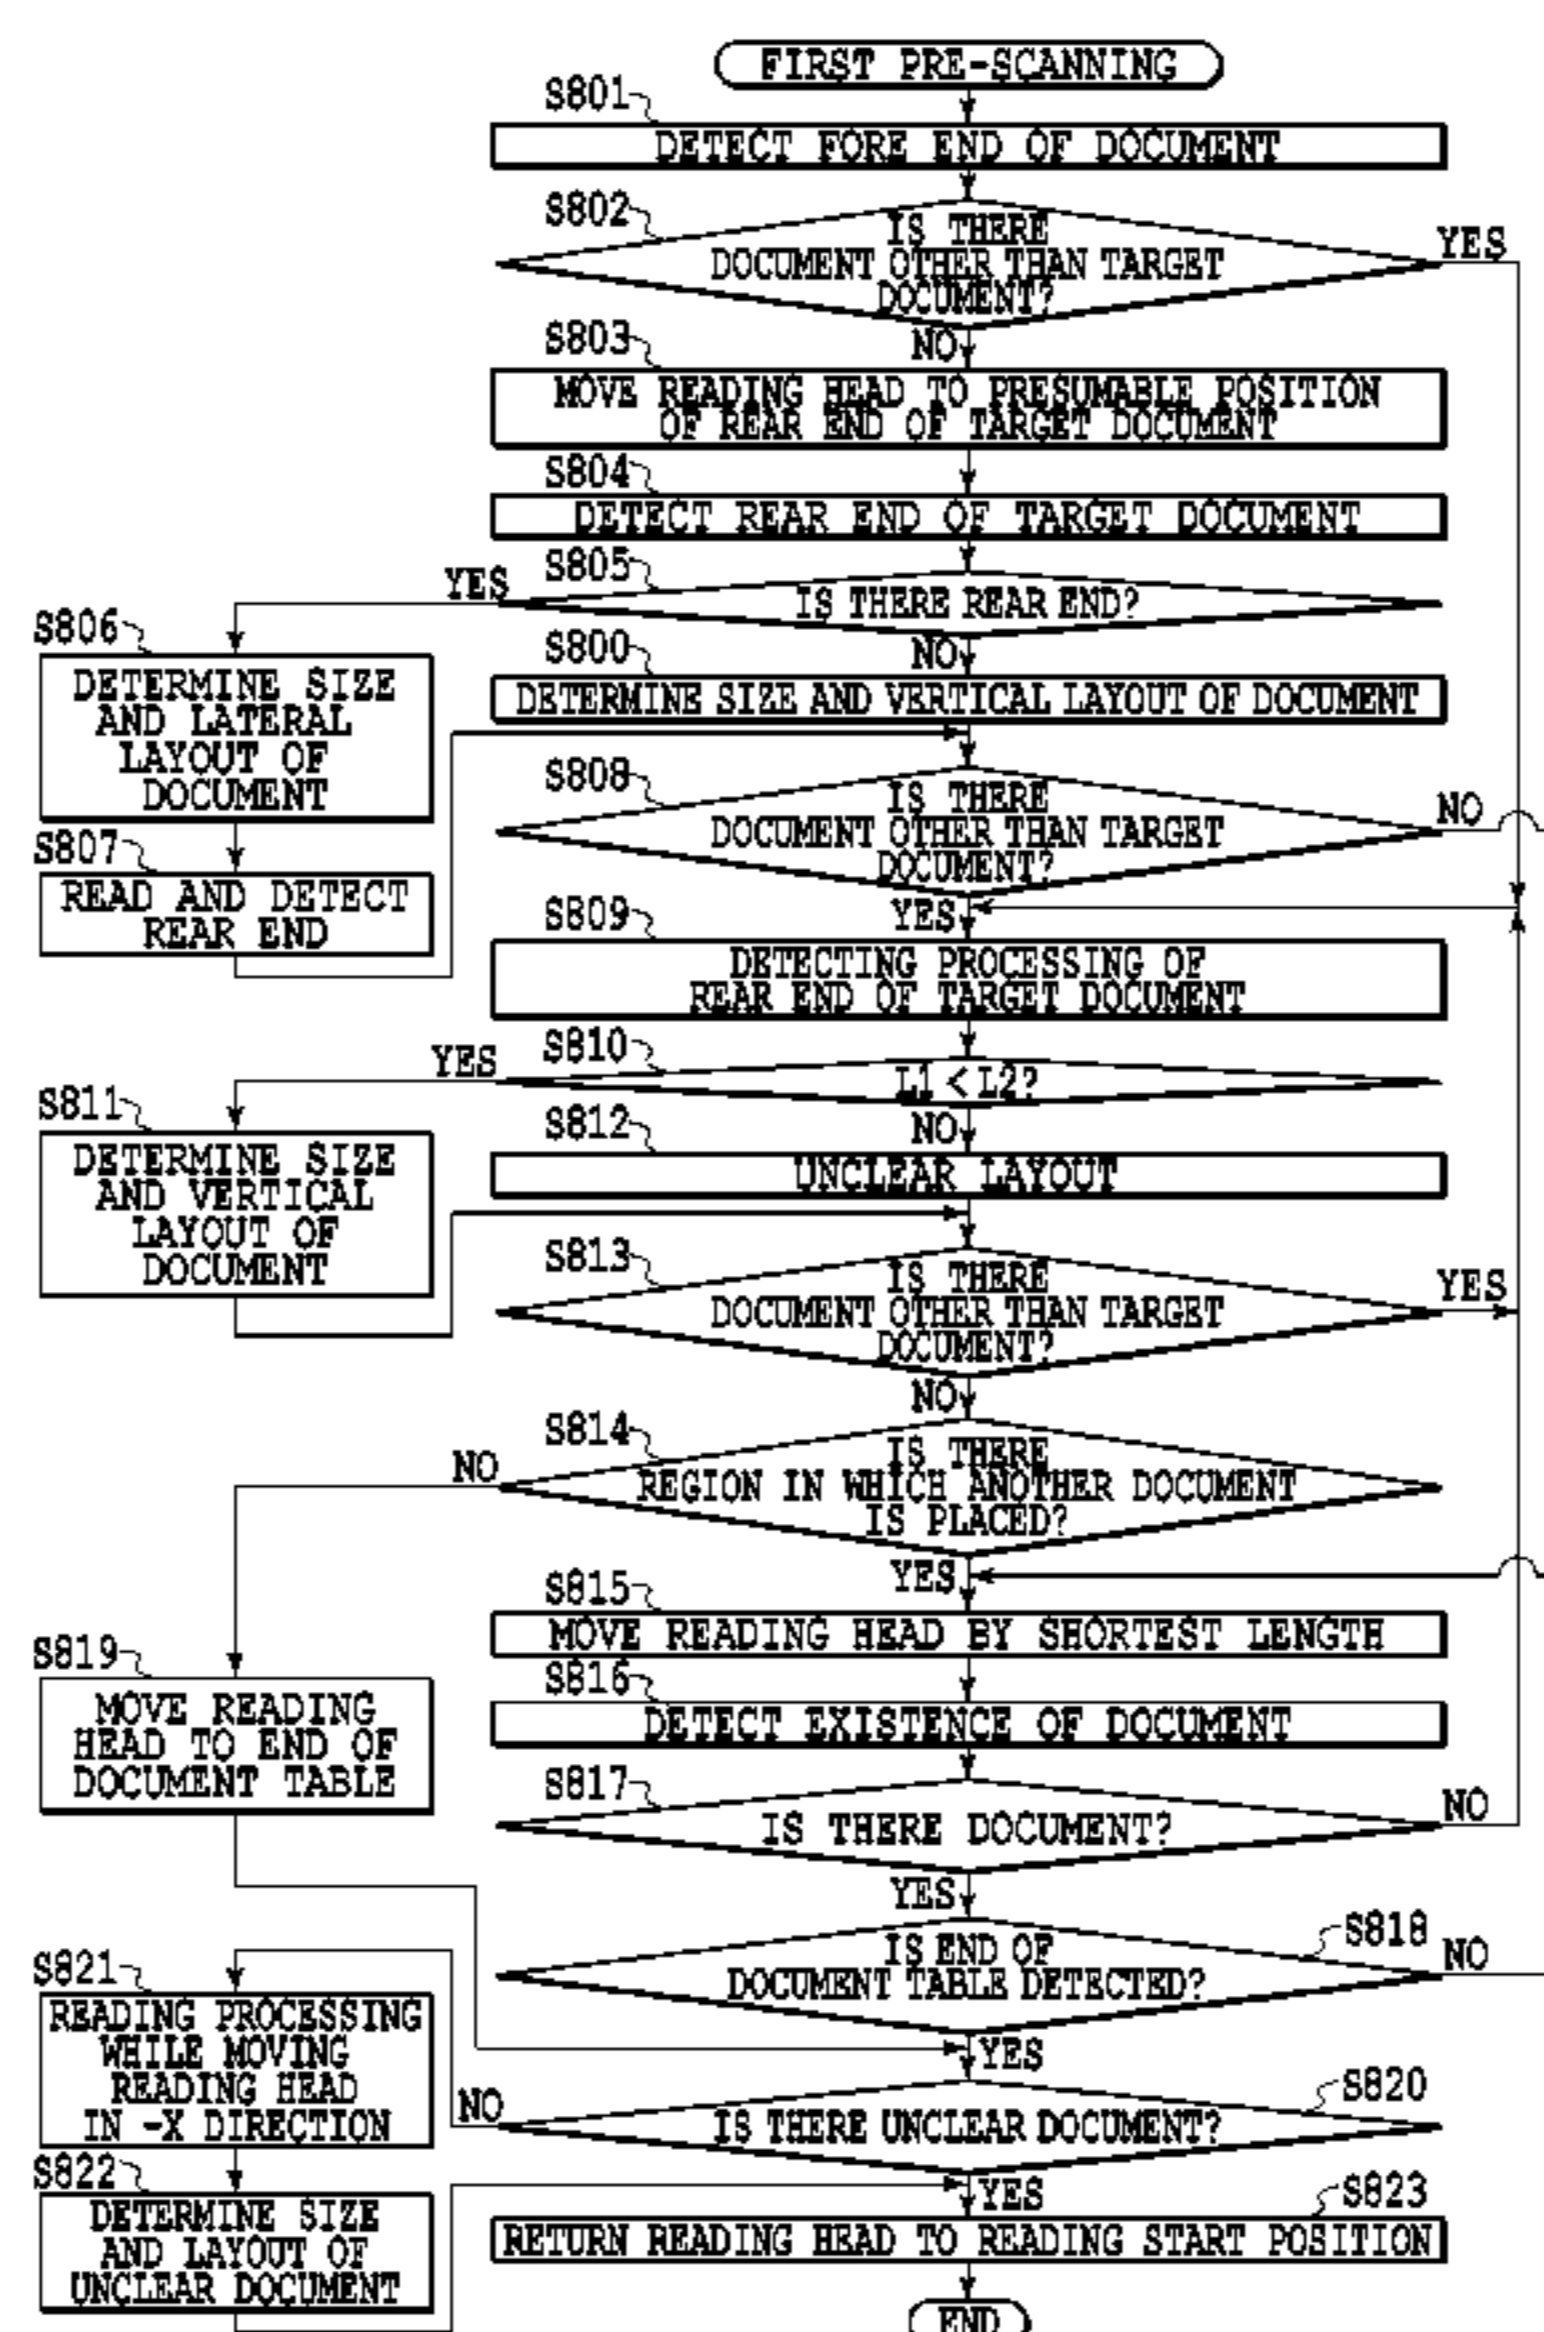 FIRST PRE-SCANNING
S801
DETECT FORE END OF DOCUMENT
S802
IS THERE
DOCUMENT OTHER THAN TARGET
DOCUMENT?
YES
NO
S803
MOVE READING HEAD TO PRESUMABLE POSITION
OF REAR END OF TARGET DOCUMENT
S804
DETECT REAR END OF TARGET DOCUMENT
S805
IS THERE REAR END?
YES
NO
S806
DETERMINE SIZE
AND LATERAL
LAYOUT OF
DOCUMENT
S807
READ AND DETECT
REAR END
S800
DETERMINE SIZE AND VERTICAL LAYOUT OF DOCUMENT
S808
IS THERE
DOCUMENT OTHER THAN TARGET
DOCUMENT?
NO
YES
S809
DETECTING PROCESSING OF
REAR END OF TARGET DOCUMENT
S810
L1 < L2?
YES
NO
S811
DETERMINE SIZE
AND VERTICAL
LAYOUT OF
DOCUMENT
S812
UNCLEAR LAYOUT
S813
IS THERE
DOCUMENT OTHER THAN TARGET
DOCUMENT?
YES
NO
S814
IS THERE
REGION IN WHICH ANOTHER DOCUMENT
IS PLACED?
NO
YES
S815
MOVE READING HEAD BY SHORTEST LENGTH
S816
DETECT EXISTENCE OF DOCUMENT
S819
MOVE READING
HEAD TO END OF
DOCUMENT TABLE
S817
IS THERE DOCUMENT?
NO
YES
S818
IS END OF
DOCUMENT TABLE DETECTED?
NO
YES
S820
IS THERE UNCLEAR DOCUMENT?
NO
YES
S821
READING PROCESSING
WHILE MOVING
READING HEAD
IN -X DIRECTION
S822
DETERMINE SIZE
AND LAYOUT OF
UNCLEAR DOCUMENT
S823
RETURN READING HEAD TO READING START POSITION
END